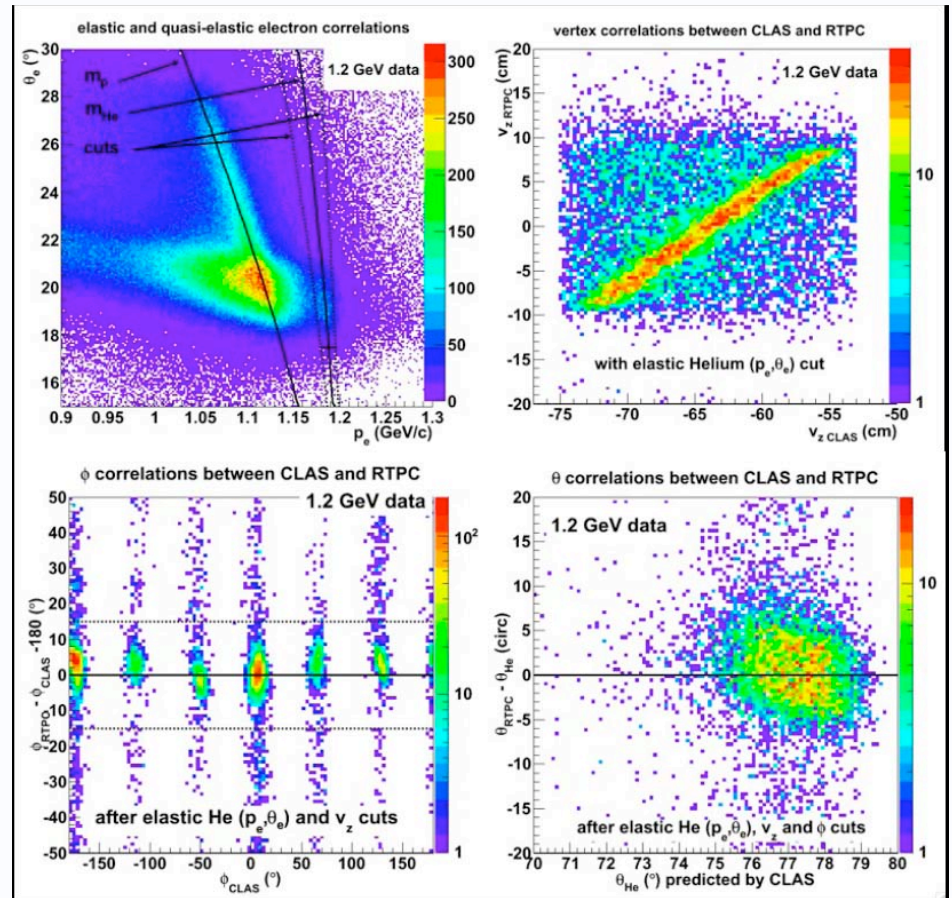 elastic and quasi-elastic electron correlations
θe (°)
30
28
26
24
22
20
18
16
mp
mHe
cuts
1.2 GeV data
300
250
200
150
100
50
0
0.9 0.95 1 1.05 1.1 1.15 1.2 1.25 1.3
pe (GeV/c)
vertex correlations between CLAS and RTPC
vz RTPC (cm)
20
15
10
5
0
-5
-10
-15
-20
1.2 GeV data
with elastic Helium (pe,θe) cut
10
1
-75 -70 -65 -60 -55 -50
vz CLAS (cm)
ϕ correlations between CLAS and RTPC
ϕRTPO - ϕCLAS -180 (°)
50
40
30
20
10
0
-10
-20
-30
-40
-50
1.2 GeV data
after elastic He (pe,θe) and vz cuts
10²
10
1
-150 -100 -50 0 50 100 150
ϕCLAS (°)
θ correlations between CLAS and RTPC
θRTPC - θHe (circ)
20
15
10
5
0
-5
-10
-15
-20
1.2 GeV data
after elastic He (pe,θe), vz and ϕ cuts
10
1
70 71 72 73 74 75 76 77 78 79 80
θHe (°) predicted by CLAS